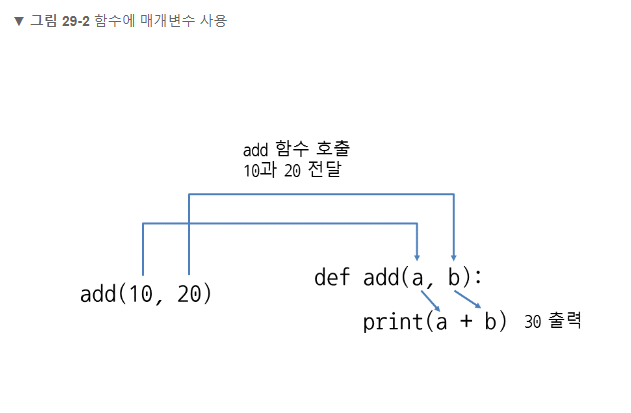 ▼ 그림 29-2 함수에 매개변수 사용
add 함수 호출
10과 20 전달
add(10, 20)
def add(a, b):
print(a + b)
30 출력